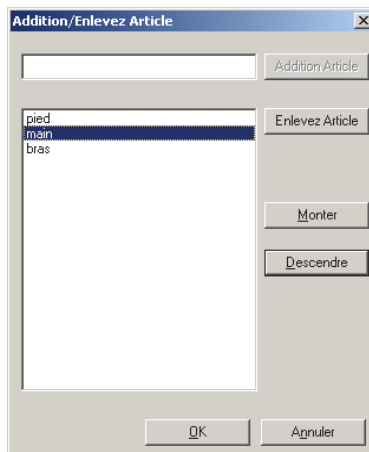 Addition/Enlevez Article
Addition Article
pied
main
bras
Enlevez Article
Monter
Descendre
OK
Annuler